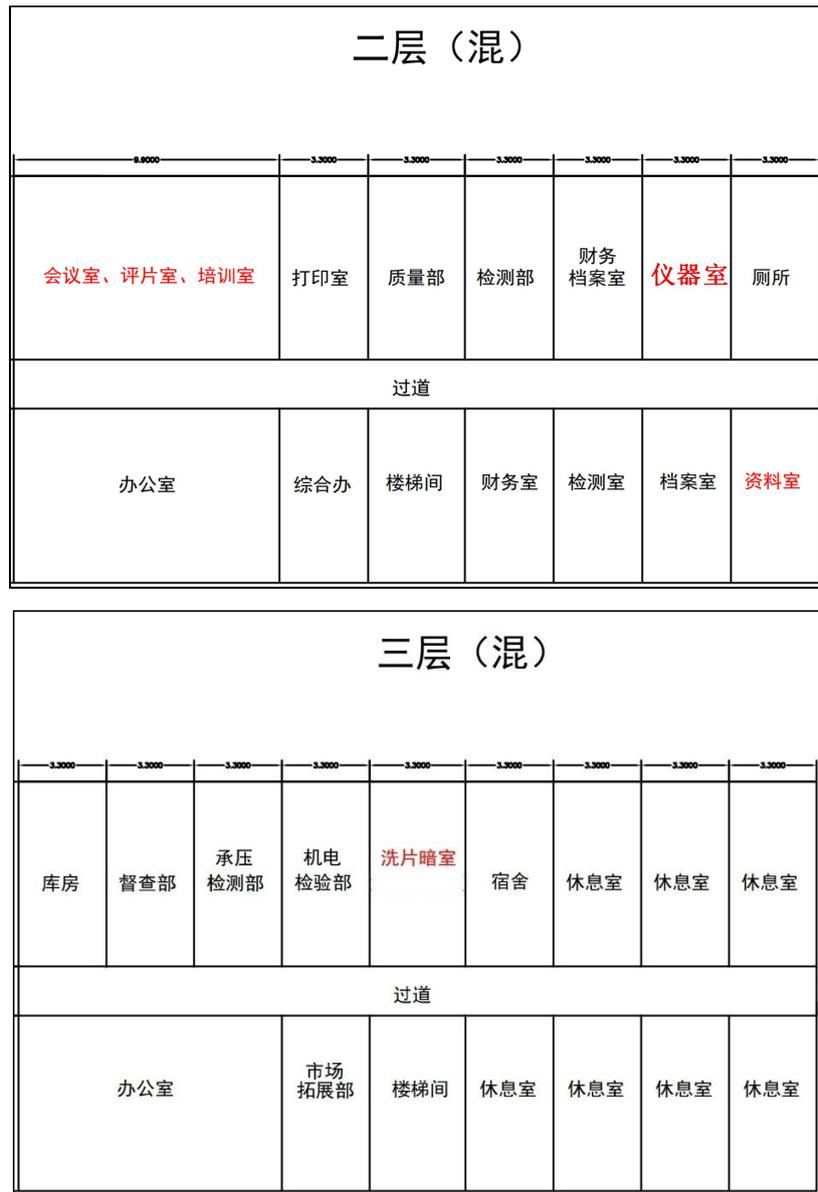 二层（混）
9.9000 3.3000 3.3000 3.3000 3.3000 3.3000 3.3000
会议室、评片室、培训室
打印室
质量部
检测部
财务
档案室
仪器室
厕所
过道
办公室
综合办
楼梯间
财务室
检测室
档案室
资料室
三层（混）
3.3000 3.3000 3.3000 3.3000 3.3000 3.3000 3.3000 3.3000 3.3000
库房
督查部
承压
检测部
机电
检验部
洗片暗室
宿舍
休息室
休息室
休息室
过道
办公室
市场
拓展部
楼梯间
休息室
休息室
休息室
休息室